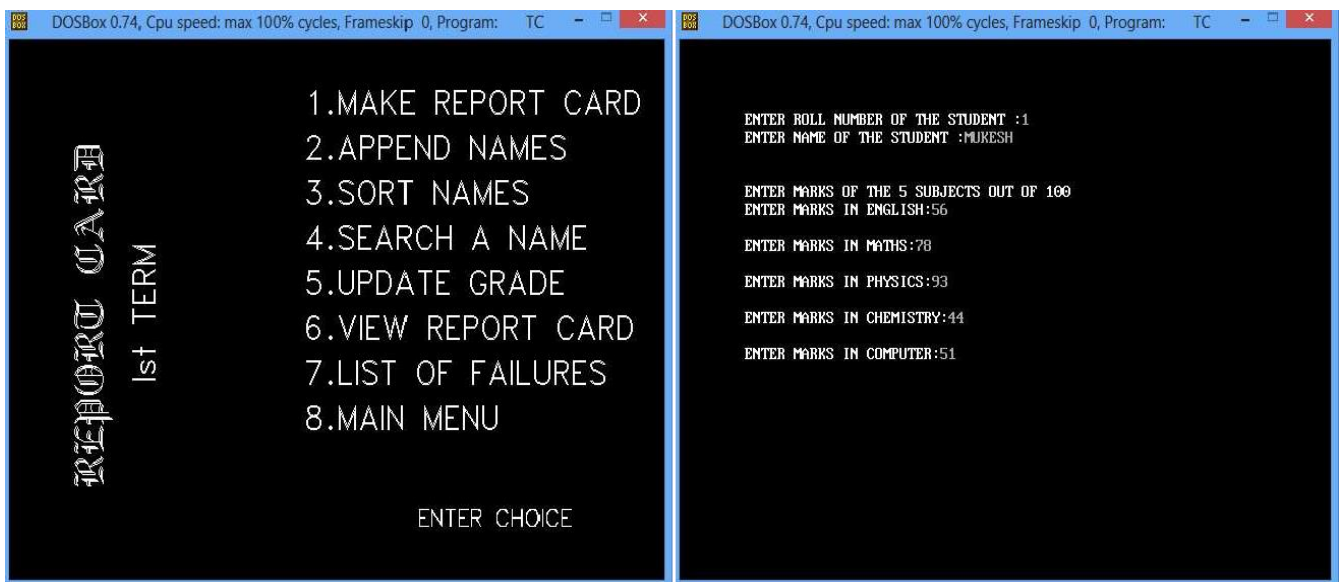 DOSBox 0.74, Cpu speed: max 100% cycles, Frameskip 0, Program: TC
REPORT CARD
1st TERM
1.MAKE REPORT CARD
2.APPEND NAMES
3.SORT NAMES
4.SEARCH A NAME
5.UPDATE GRADE
6.VIEW REPORT CARD
7.LIST OF FAILURES
8.MAIN MENU
ENTER CHOICE
DOSBox 0.74, Cpu speed: max 100% cycles, Frameskip 0, Program: TC
ENTER ROLL NUMBER OF THE STUDENT :1
ENTER NAME OF THE STUDENT :MUKESH
ENTER MARKS OF THE 5 SUBJECTS OUT OF 100
ENTER MARKS IN ENGLISH:56
ENTER MARKS IN MATHS:78
ENTER MARKS IN PHYSICS:93
ENTER MARKS IN CHEMISTRY:44
ENTER MARKS IN COMPUTER:51